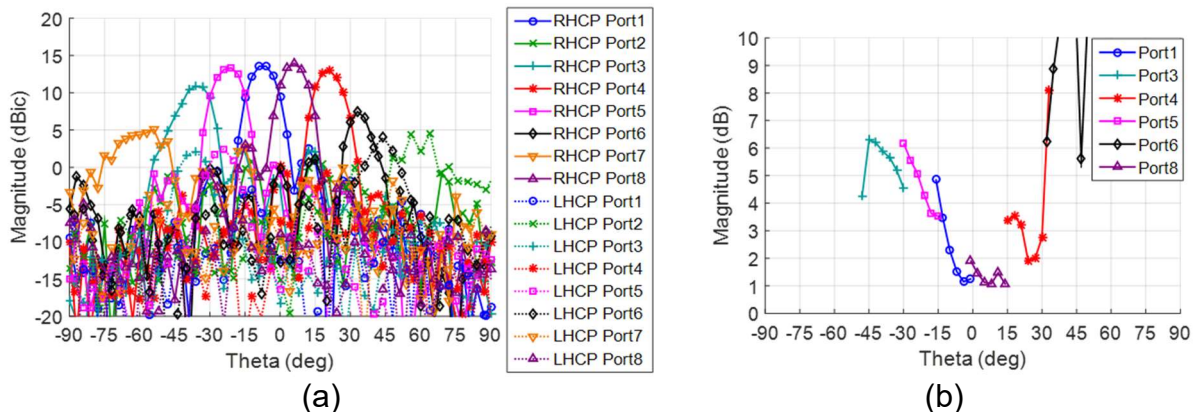 20
15
10
5
0
-5
-10
-15
-20
Magnitude (dBic)
-90 -75 -60 -45 -30 -15 0 15 30 45 60 75 90
Theta (deg)
RHCP Port1
RHCP Port2
RHCP Port3
RHCP Port4
RHCP Port5
RHCP Port6
RHCP Port7
RHCP Port8
LHCP Port1
LHCP Port2
LHCP Port3
LHCP Port4
LHCP Port5
LHCP Port6
LHCP Port7
LHCP Port8
(a)
10
9
8
7
6
5
4
3
2
1
0
Magnitude (dB)
-90 -75 -60 -45 -30 -15 0 15 30 45 60 75 90
Theta (deg)
Port1
Port3
Port4
Port5
Port6
Port8
(b)